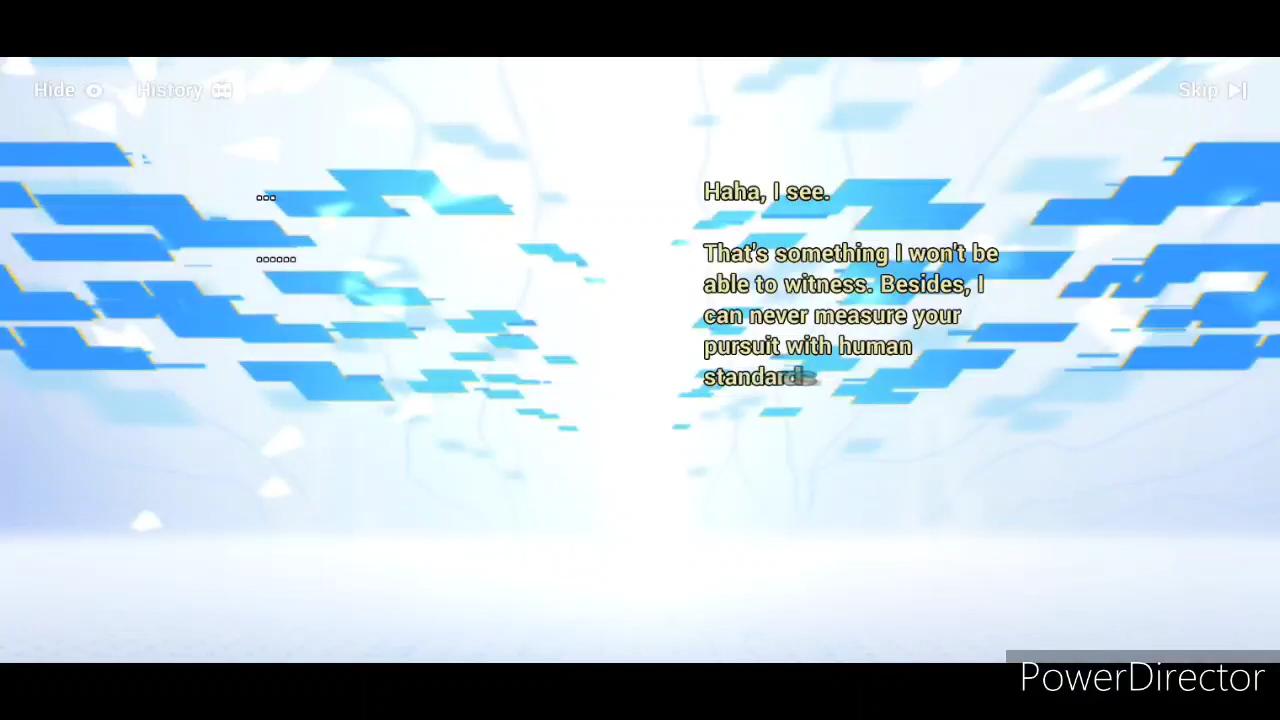 Hide
History
Skip
...
......
Haha, I see.
That's something I won't be
able to witness. Besides, I
can never measure your
pursuit with human
standards
PowerDirector